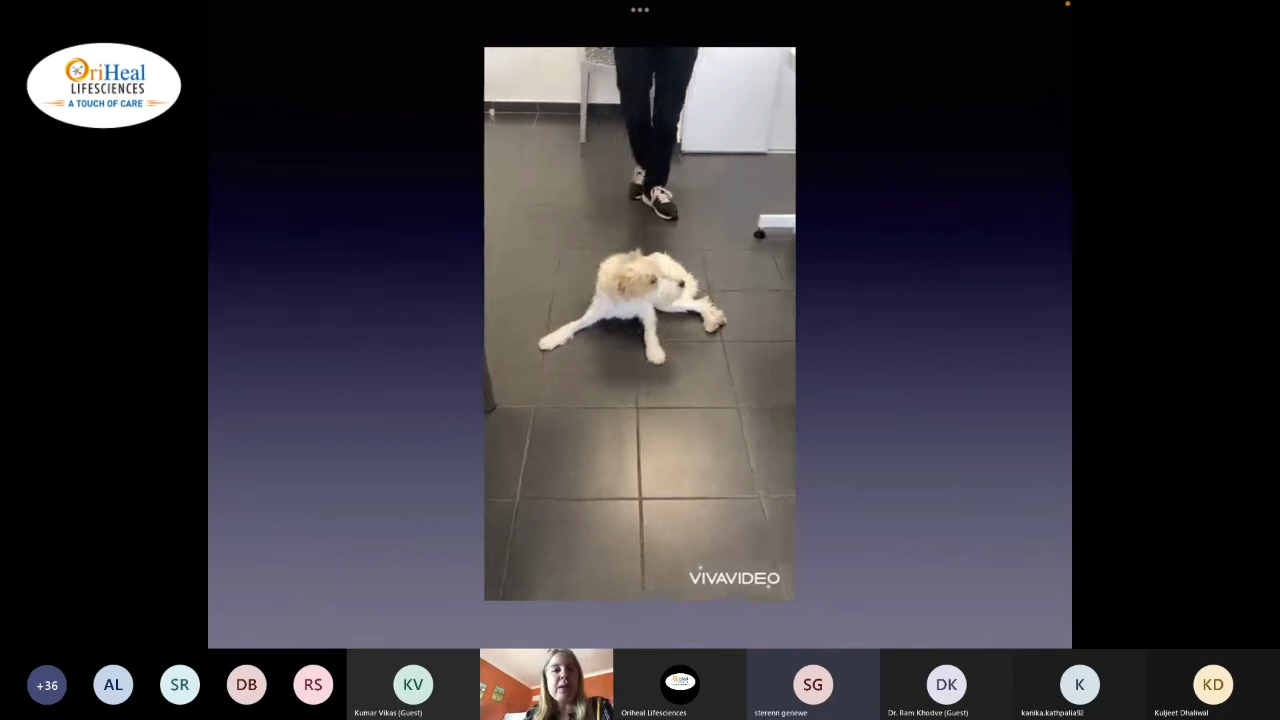 OriHeal
LIFESCIENCES
A TOUCH OF CARE
VIVAVIDEO
+36
AL
SR
DB
RS
KV
SG
DK
K
KD
Kumar Vikas (Guest)
Oriheal Lifesciences
sterenn genewe
Dr. Ram Khodve (Guest)
kanika.kathpalia92
Kuljeet Dhaliwal